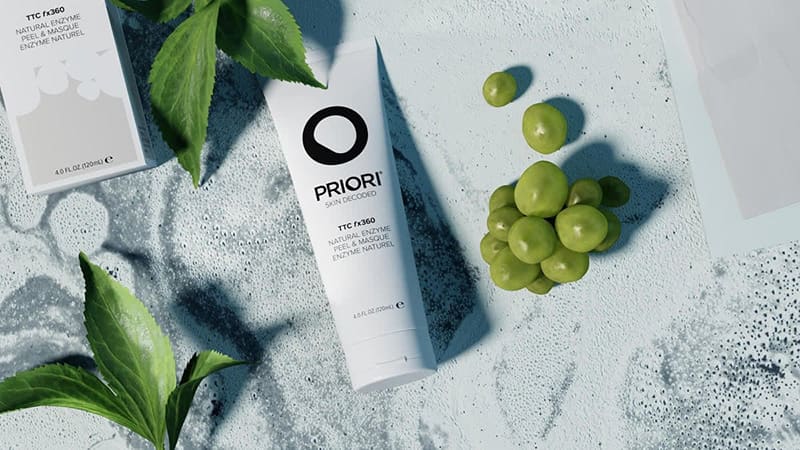 TTC fx360
NATURAL ENZYME
PEEL & MASQUE
ENZYME NATUREL
4.0 FL.OZ.(120mL) ℮
PRIORI®
SKIN DECODED
TTC fx360
NATURAL ENZYME
PEEL & MASQUE
ENZYME NATUREL
4.0 FL.OZ.(120mL) ℮